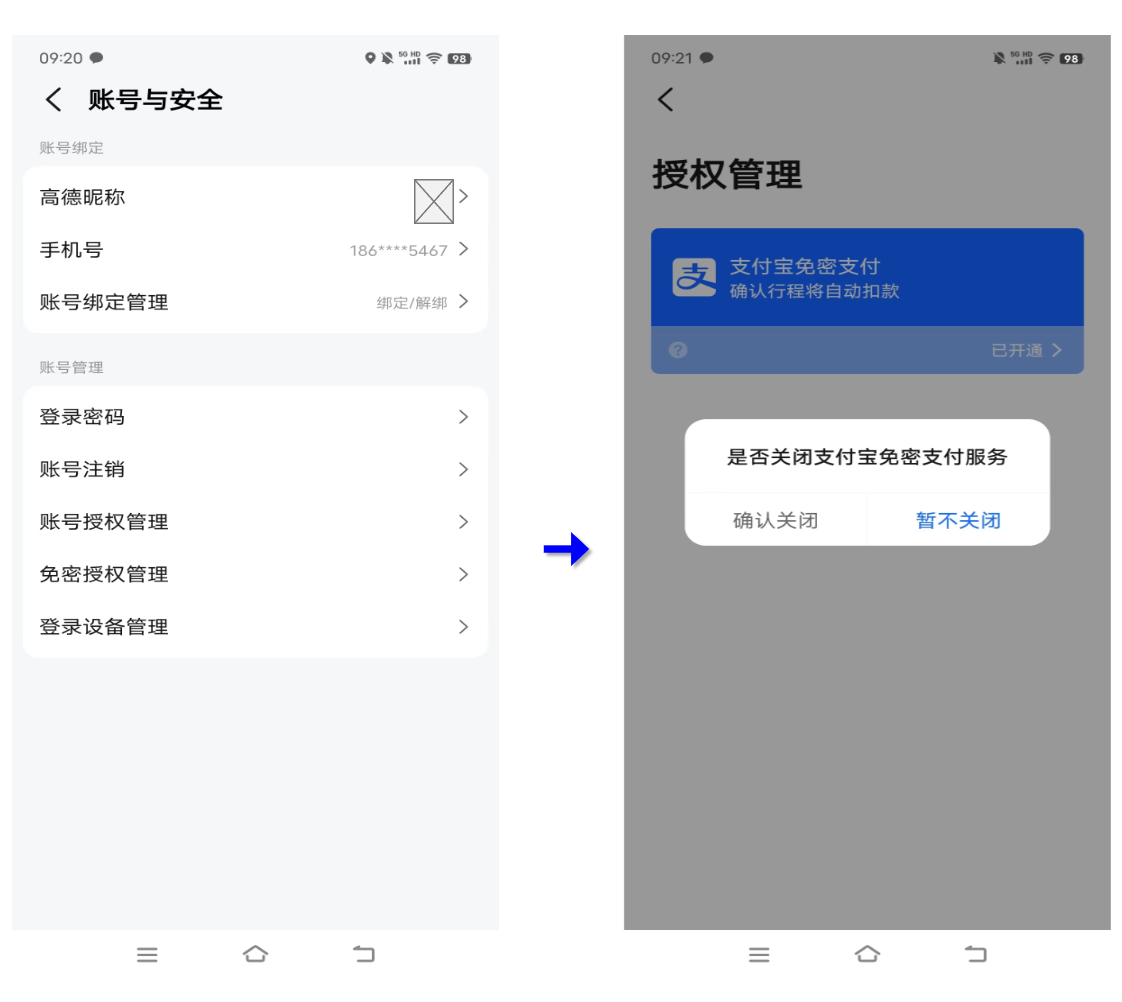 09:20
5G HD
98
账号与安全
账号绑定
高德昵称
手机号 186****5467
账号绑定管理 绑定/解绑
账号管理
登录密码
账号注销
账号授权管理
免密授权管理
登录设备管理
09:21
5G HD
98
授权管理
支 支付宝免密支付
确认行程将自动扣款
? 已开通
是否关闭支付宝免密支付服务
确认关闭 暂不关闭